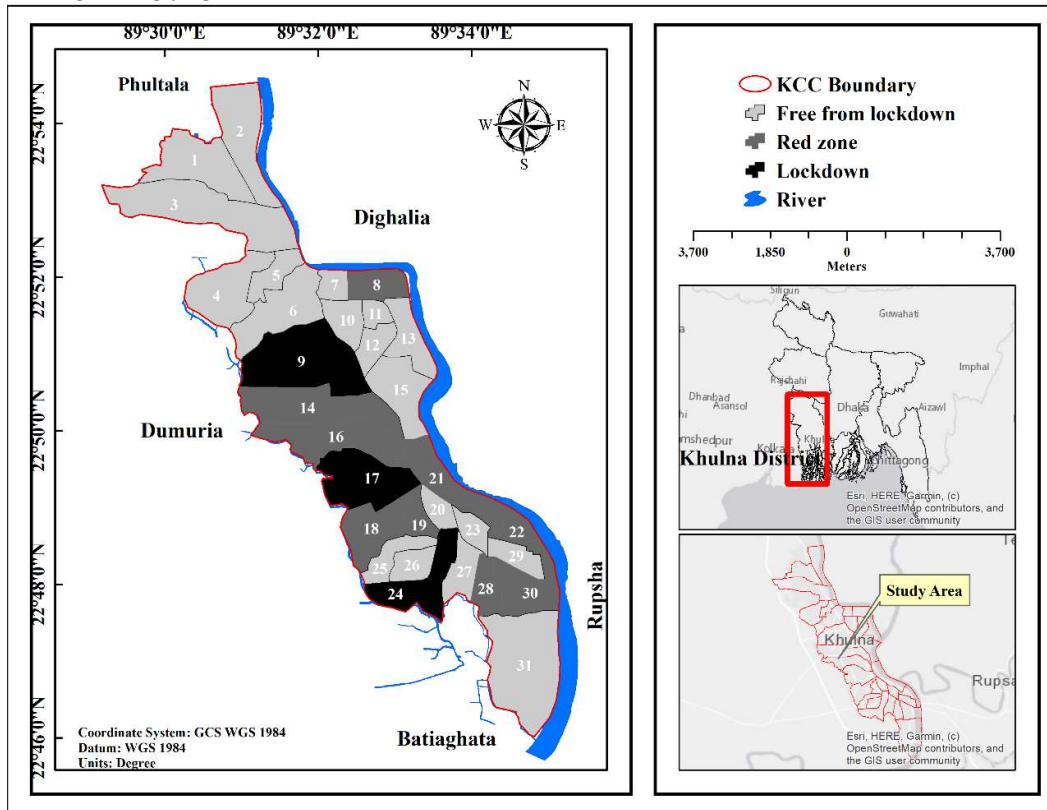 89°30'0"E 89°32'0"E 89°34'0"E
22°54'0"N
22°52'0"N
22°50'0"N
22°48'0"N
22°46'0"N
Phultala
N
W E
S
Dighalia
Dumuria
Rupsha
Batiaghata
2
1
3
5
4
7
8
6
10
11
12
13
9
15
14
16
17
21
20
18
19
23
22
29
25
26
27
24
28
30
31
Coordinate System: GCS WGS 1984
Datum: WGS 1984
Units: Degree
KCC Boundary
Free from lockdown
Red zone
Lockdown
River
3,700 1,850 0 3,700
Meters
Siligun
Guwahati
Imphal
Rajshahi
Dhanbad
Asansol
Dhaka
Aizawl
mshedpur
Kolkata
Khulna District
Chittagong
Esri, HERE, Garmin, (c)
OpenStreetMap contributors, and
the GIS user community
Study Area
Khulna
Rupsa
Esri, HERE, Garmin, (c)
OpenStreetMap contributors, and
the GIS user community